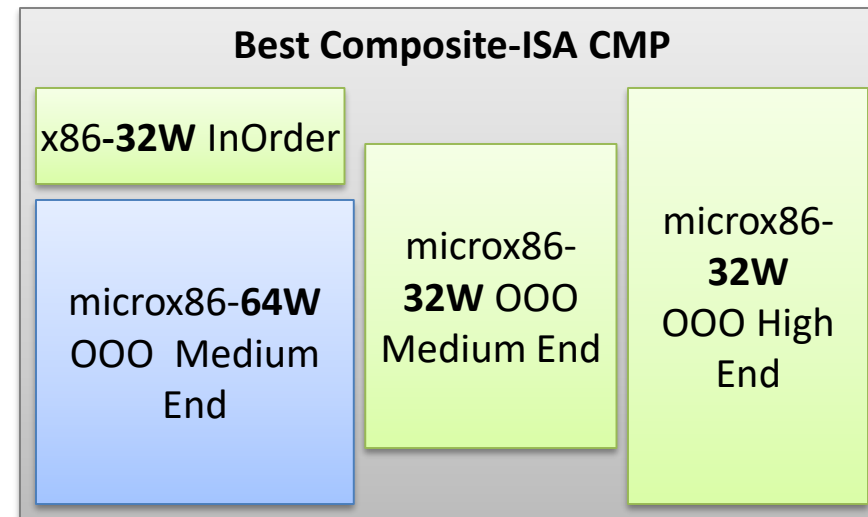 Best Composite-ISA CMP
x86-32W InOrder
microx86-64W
OOO Medium
End
microx86-
32W OOO
Medium End
microx86-
32W
OOO High
End